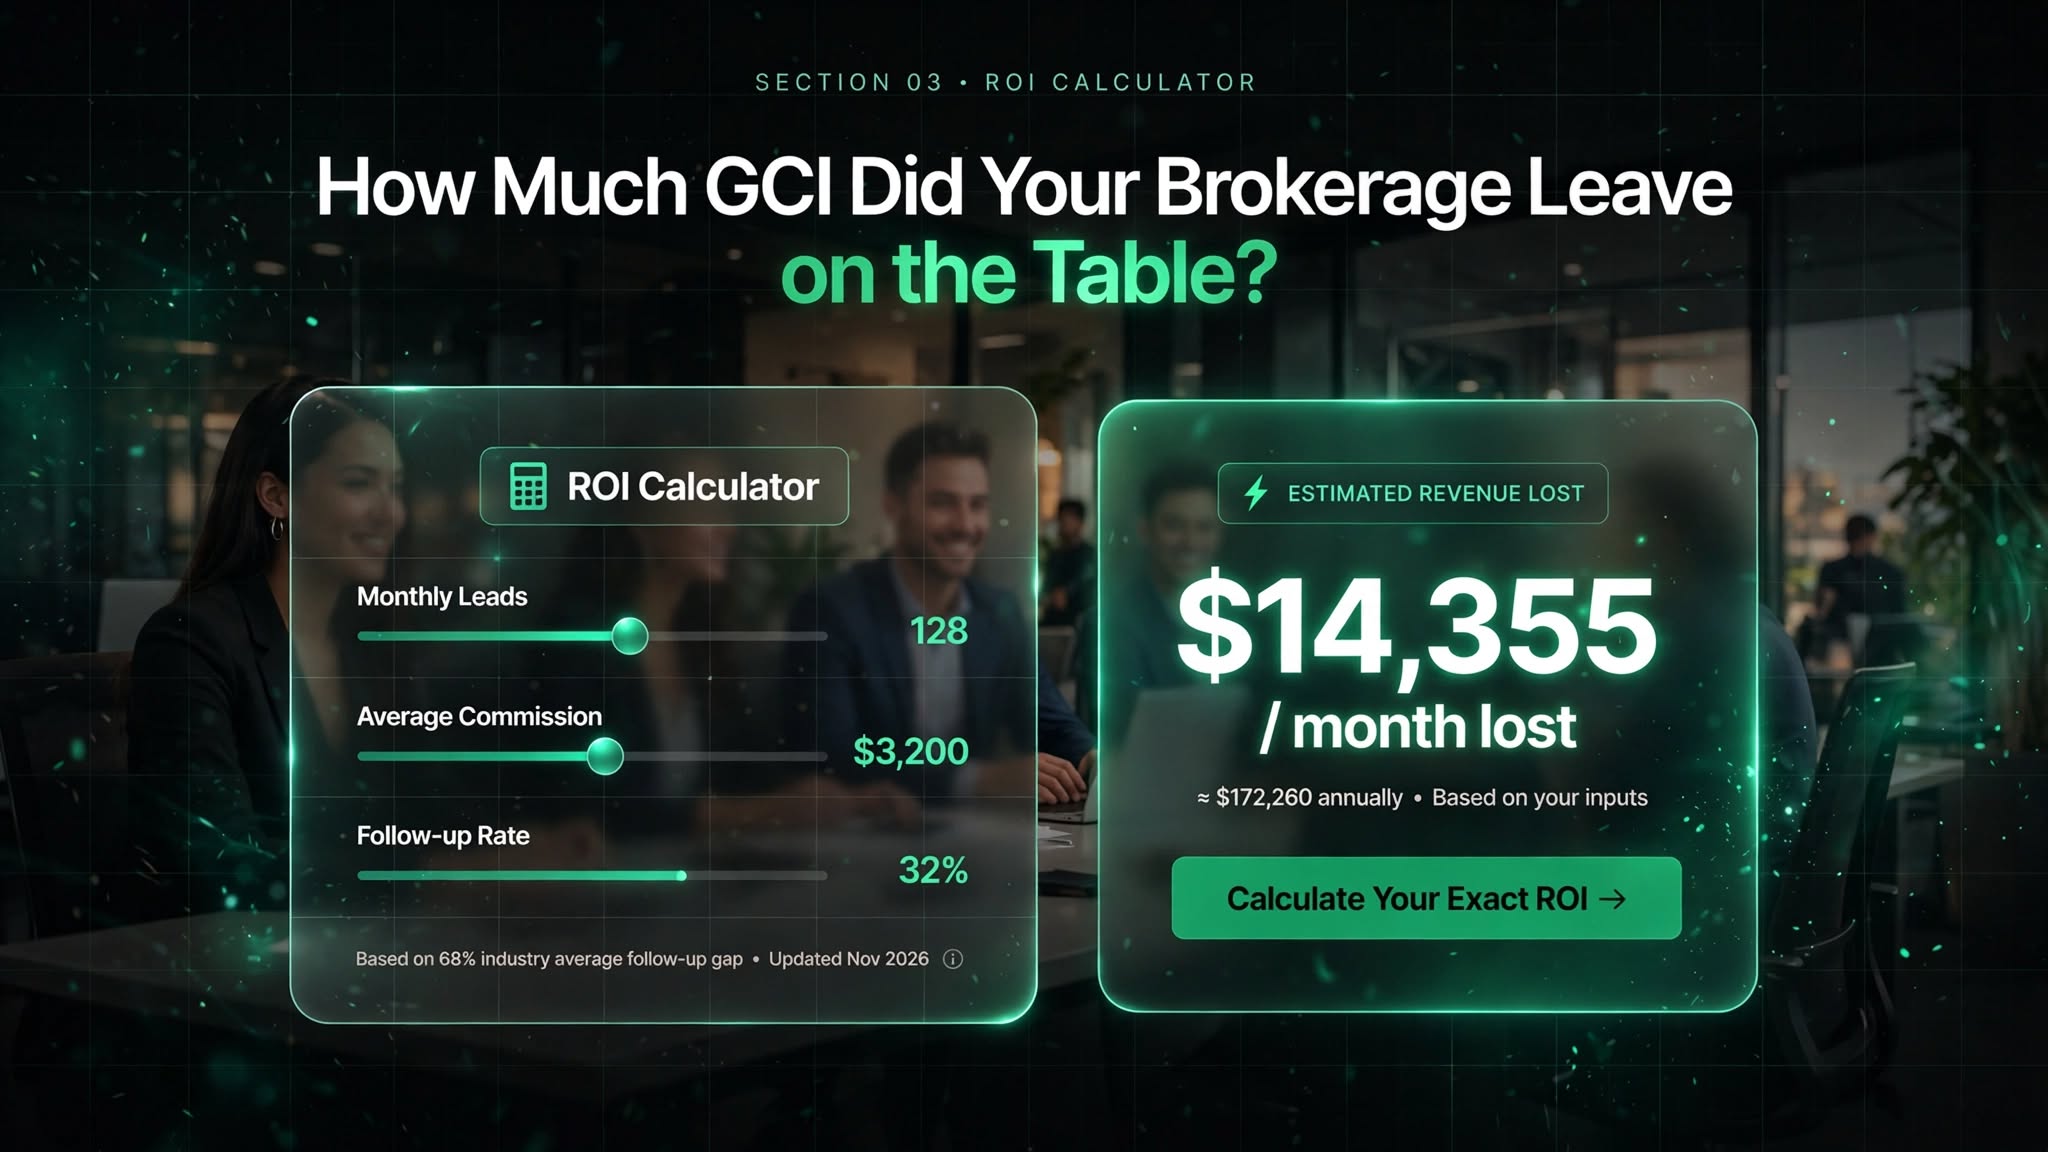 SECTION 03 • ROI CALCULATOR
How Much GCI Did Your Brokerage Leave
on the Table?
ROI Calculator
Monthly Leads
128
Average Commission
$3,200
Follow-up Rate
32%
Based on 68% industry average follow-up gap • Updated Nov 2026
ESTIMATED REVENUE LOST
$14,355
/ month lost
≈ $172,260 annually • Based on your inputs
Calculate Your Exact ROI →